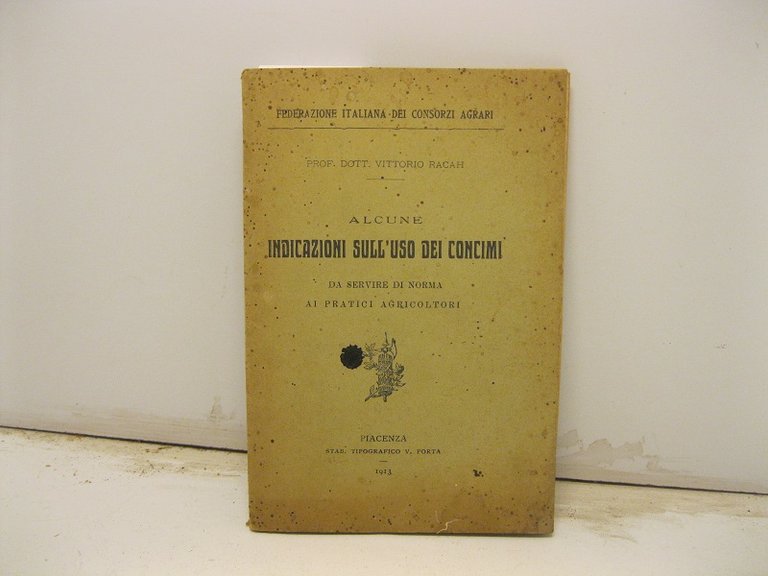 FEDERAZIONE ITALIANA DEI CONSORZI AGRARI
PROF. DOTT. VITTORIO RACAH
ALCUNE
INDICAZIONI SULL'USO DEI CONCIMI
DA SERVIRE DI NORMA
AI PRATICI AGRICOLTORI
PIACENZA
STAB. TIPOGRAFICO V. PORTA
1913